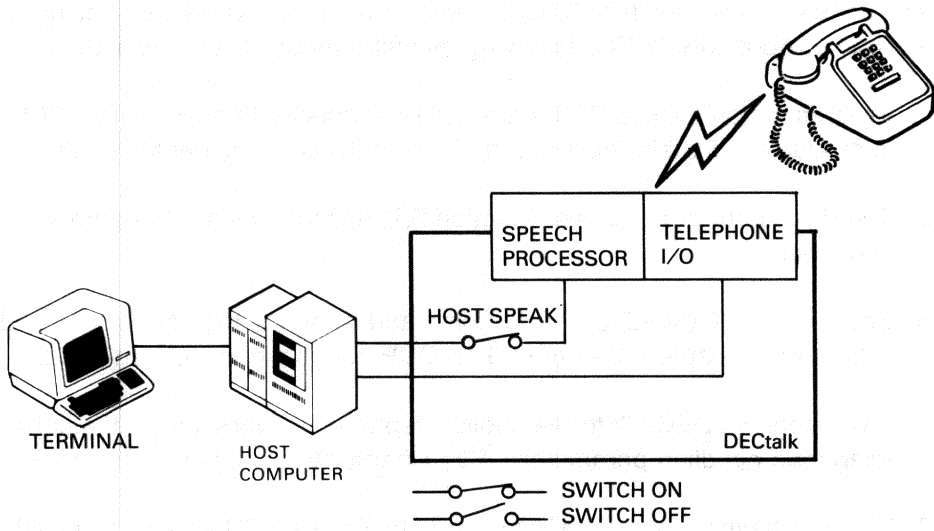 SPEECH
PROCESSOR
TELEPHONE
I/O
HOST SPEAK
TERMINAL
HOST
COMPUTER
DECtalk
SWITCH ON
SWITCH OFF